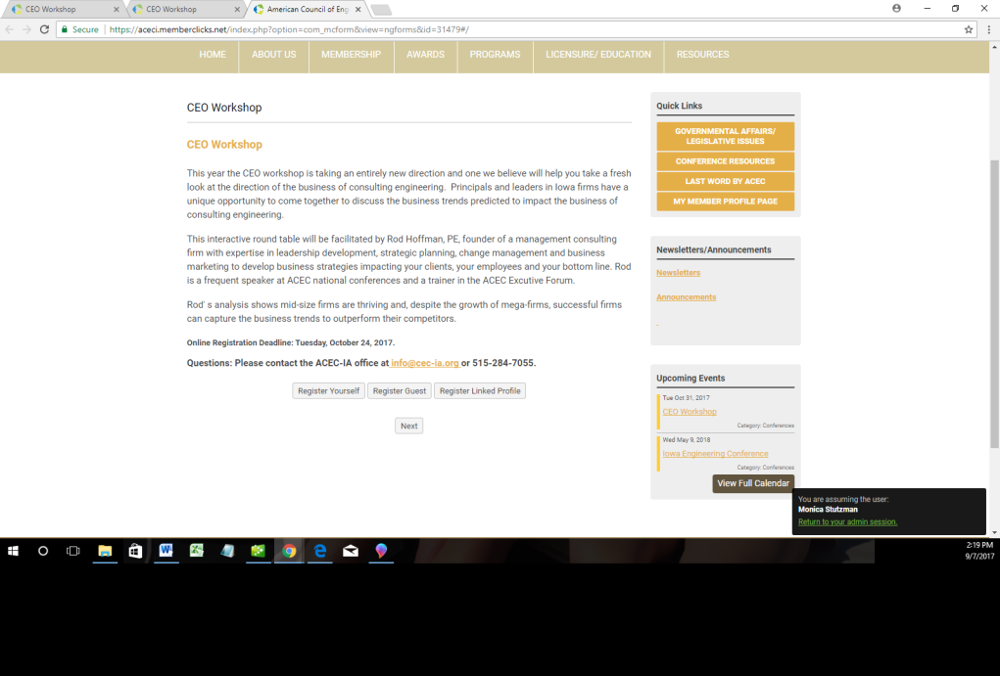 CEO Workshop
CEO Workshop
American Council of Eng
Secure
https://aceci.memberclicks.net/index.php?option=com_mcform&view=ngforms&id=31479#/
HOME ABOUT US MEMBERSHIP AWARDS PROGRAMS LICENSURE/ EDUCATION RESOURCES
CEO Workshop
CEO Workshop
This year the CEO workshop is taking an entirely new direction and one we believe will help you take a fresh
look at the direction of the business of consulting engineering. Principals and leaders in Iowa firms have a
unique opportunity to come together to discuss the business trends predicted to impact the business of
consulting engineering.
This interactive round table will be facilitated by Rod Hoffman, PE, founder of a management consulting
firm with expertise in leadership development, strategic planning, change management and business
marketing to develop business strategies impacting your clients, your employees and your bottom line. Rod
is a frequent speaker at ACEC national conferences and a trainer in the ACEC Excutive Forum.
Rod' s analysis shows mid-size firms are thriving and, despite the growth of mega-firms, successful firms
can capture the business trends to outperform their competitors.
Online Registration Deadline: Tuesday, October 24, 2017.
Questions: Please contact the ACEC-IA office at info@cec-ia.org or 515-284-7055.
Register Yourself Register Guest Register Linked Profile
Next
Quick Links
GOVERNMENTAL AFFAIRS/
LEGISLATIVE ISSUES
CONFERENCE RESOURCES
LAST WORD BY ACEC
MY MEMBER PROFILE PAGE
Newsletters/Announcements
Newsletters
Announcements
Upcoming Events
Tue Oct 31, 2017
CEO Workshop
Category: Conferences
Wed May 9, 2018
Iowa Engineering Conference
Category: Conferences
View Full Calendar
You are assuming the user:
Monica Stutzman
Return to your admin session.
2:19 PM
9/7/2017